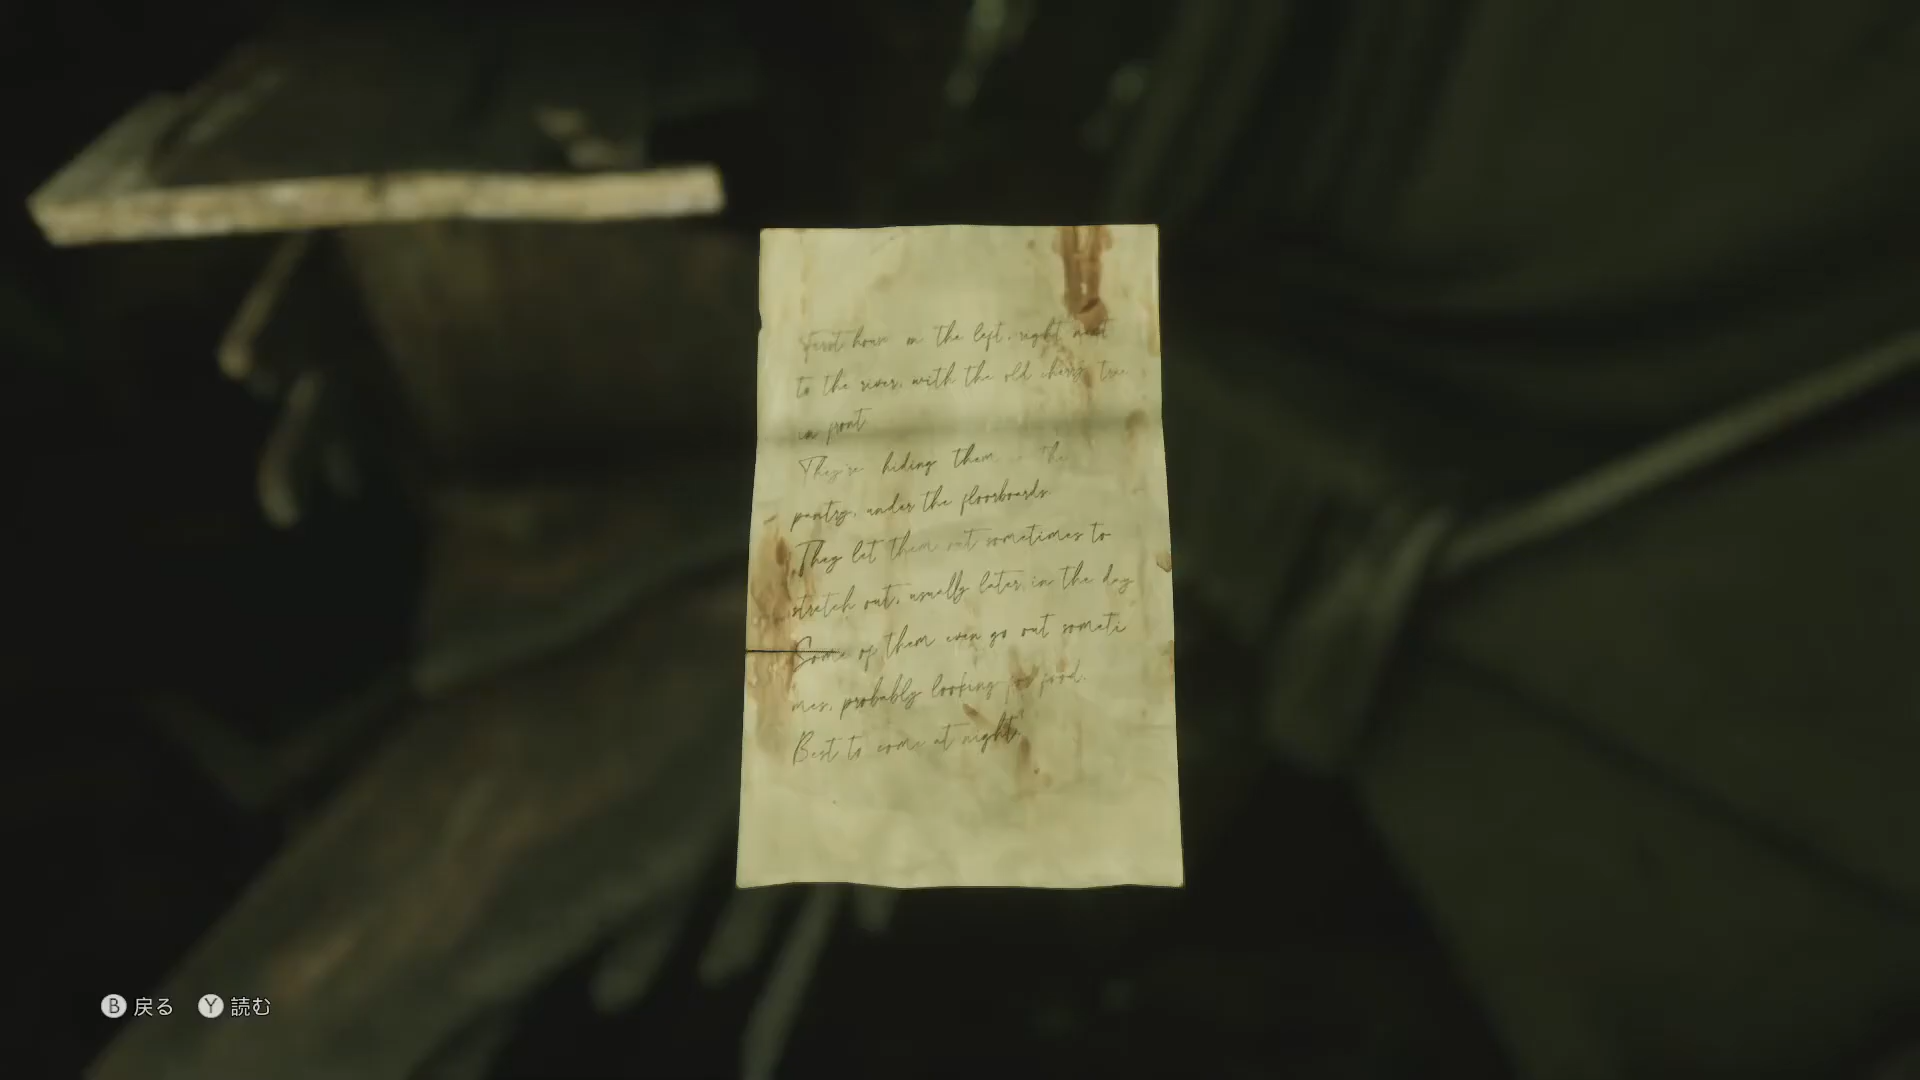 First house on the left, right next
to the river, with the old cherry tree
in front
They're hiding them in the
pantry, under the floorboards.
They let them out sometimes to
stretch out, usually later in the day
Some of them even go out someti
mes, probably looking for food.
Best to come at night.
B 戻る Y 読む